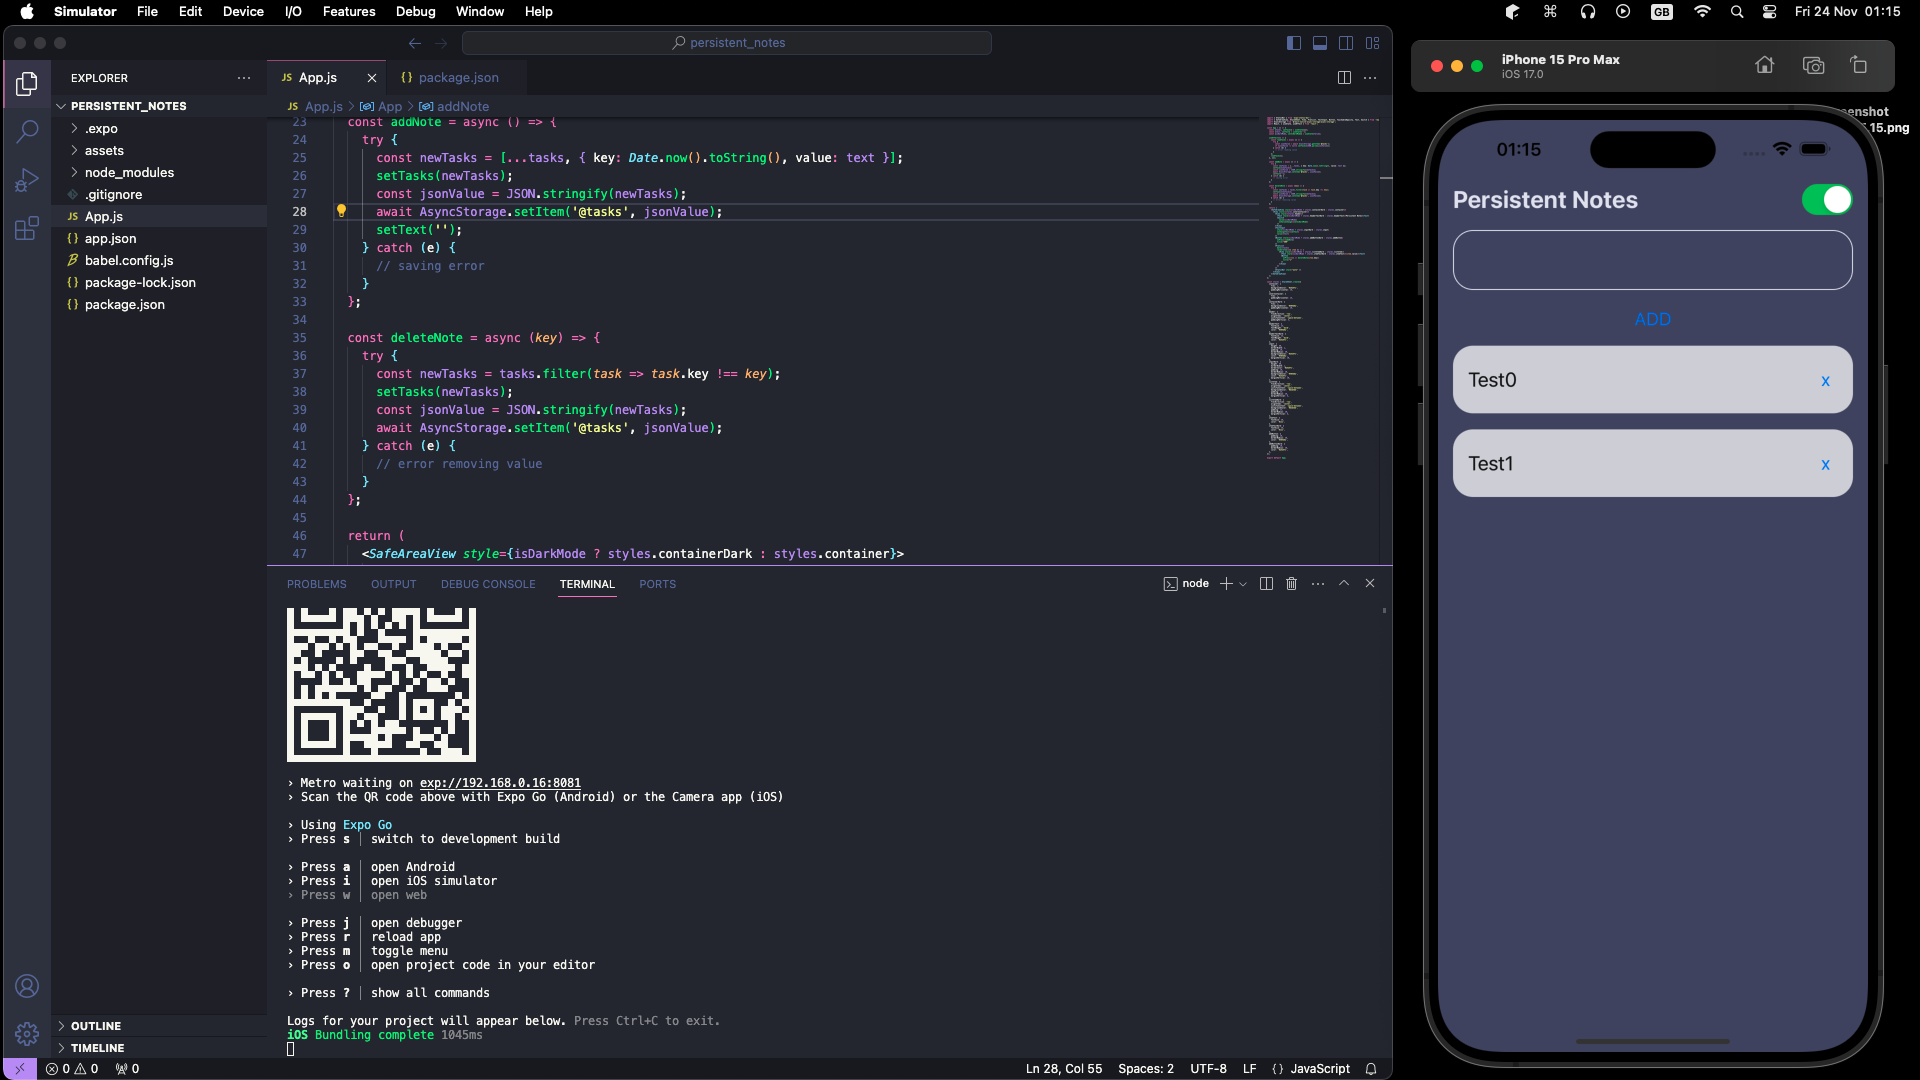 Simulator File Edit Device I/O Features Debug Window Help
GB Fri 24 Nov 01:15
persistent_notes
EXPLORER
PERSISTENT_NOTES
.expo
assets
node_modules
.gitignore
JS App.js
{} app.json
babel.config.js
{} package-lock.json
{} package.json
OUTLINE
TIMELINE
JS App.js
{} package.json
JS App.js > App > addNote
23 const addNote = async () => {
24 try {
25 const newTasks = [...tasks, { key: Date.now().toString(), value: text }];
26 setTasks(newTasks);
27 const jsonValue = JSON.stringify(newTasks);
28 await AsyncStorage.setItem('@tasks', jsonValue);
29 setText('');
30 } catch (e) {
31 // saving error
32 }
33 };
34
35 const deleteNote = async (key) => {
36 try {
37 const newTasks = tasks.filter(task => task.key !== key);
38 setTasks(newTasks);
39 const jsonValue = JSON.stringify(newTasks);
40 await AsyncStorage.setItem('@tasks', jsonValue);
41 } catch (e) {
42 // error removing value
43 }
44 };
45
46 return (
47 <SafeAreaView style={isDarkMode ? styles.containerDark : styles.container}>
PROBLEMS OUTPUT DEBUG CONSOLE TERMINAL PORTS
node
› Metro waiting on exp://192.168.0.16:8081
› Scan the QR code above with Expo Go (Android) or the Camera app (iOS)
› Using Expo Go
› Press s │ switch to development build
› Press a │ open Android
› Press i │ open iOS simulator
› Press w │ open web
› Press j │ open debugger
› Press r │ reload app
› Press m │ toggle menu
› Press o │ open project code in your editor
› Press ? │ show all commands
Logs for your project will appear below. Press Ctrl+C to exit.
iOS Bundling complete 1045ms
0 0 0
Ln 28, Col 55 Spaces: 2 UTF-8 LF {} JavaScript
iPhone 15 Pro Max
iOS 17.0
eenshot
15.png
01:15
Persistent Notes
ADD
Test0 x
Test1 x